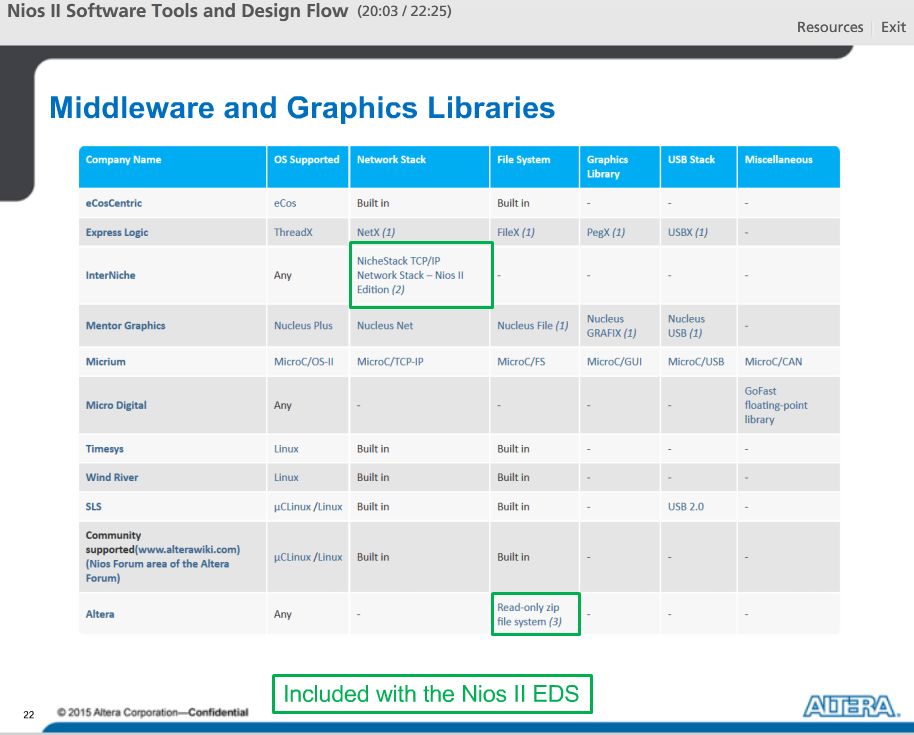 Nios II Software Tools and Design Flow (20:03 / 22:25)
Resources Exit
Middleware and Graphics Libraries
Company Name OS Supported Network Stack File System Graphics Library USB Stack Miscellaneous
eCosCentric eCos Built in Built in - - -
Express Logic ThreadX NetX (1) FileX (1) PegX (1) USBX (1) -
InterNiche Any NicheStack TCP/IP Network Stack – Nios II Edition (2) - - - -
Mentor Graphics Nucleus Plus Nucleus Net Nucleus File (1) Nucleus GRAFIX (1) Nucleus USB (1) -
Micrium MicroC/OS-II MicroC/TCP-IP MicroC/FS MicroC/GUI MicroC/USB MicroC/CAN
Micro Digital Any - - - - GoFast floating-point library
Timesys Linux Built in Built in - - -
Wind River Linux Built in Built in - - -
SLS µCLinux /Linux Built in Built in - USB 2.0 -
Community supported(www.alterawiki.com) (Nios Forum area of the Altera Forum) µCLinux /Linux Built in Built in - - -
Altera Any - Read-only zip file system (3) - - -
Included with the Nios II EDS
22 © 2015 Altera Corporation—Confidential
ALTERA.